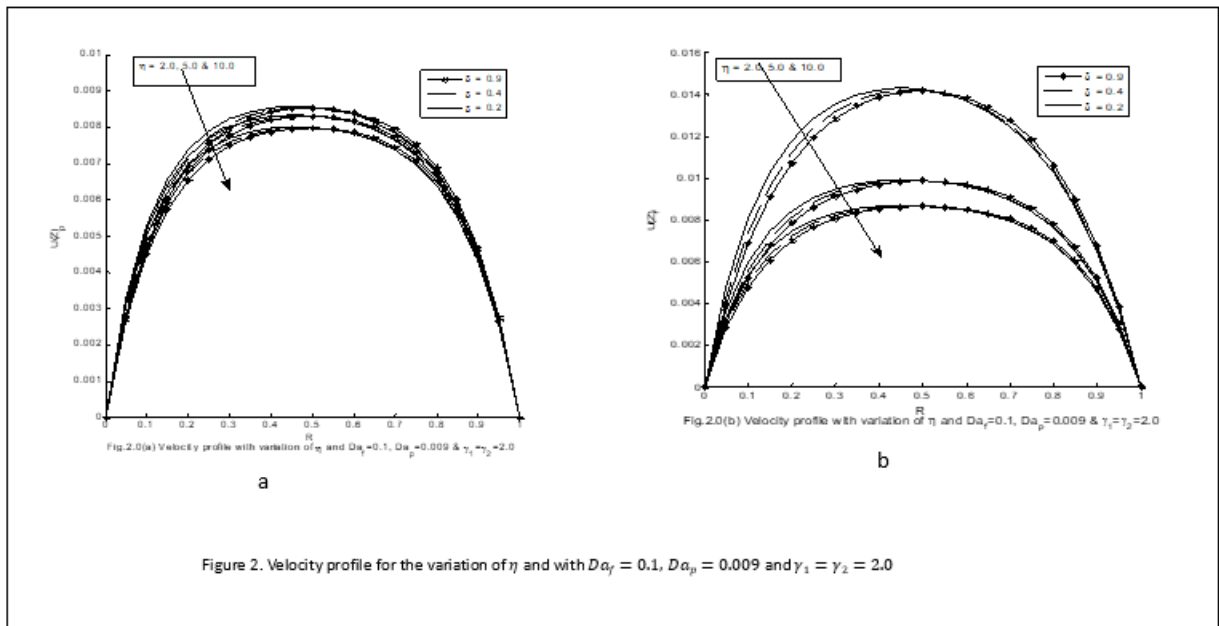 0.01
0.009
0.008
0.007
0.006
0.005
0.004
0.003
0.002
0.001
0
U(Z)p
η = 2.0, 5.0 & 10.0
δ = 0.9
δ = 0.4
δ = 0.2
0 0.1 0.2 0.3 0.4 0.5 0.6 0.7 0.8 0.9 1
R
Fig.2.0(a) Velocity profile with variation of η and Da_f=0.1, Da_p=0.009 & γ_1=γ_2=2.0
a
0.016
0.014
0.012
0.01
0.008
0.006
0.004
0.002
0
U(Z)f
η = 2.0, 5.0 & 10.0
δ = 0.9
δ = 0.4
δ = 0.2
0 0.1 0.2 0.3 0.4 0.5 0.6 0.7 0.8 0.9 1
R
Fig.2.0(b) Velocity profile with variation of η and Da_f=0.1, Da_p=0.009 & γ_1=γ_2=2.0
b
Figure 2. Velocity profile for the variation of η and with Da_f = 0.1, Da_p = 0.009 and γ_1 = γ_2 = 2.0